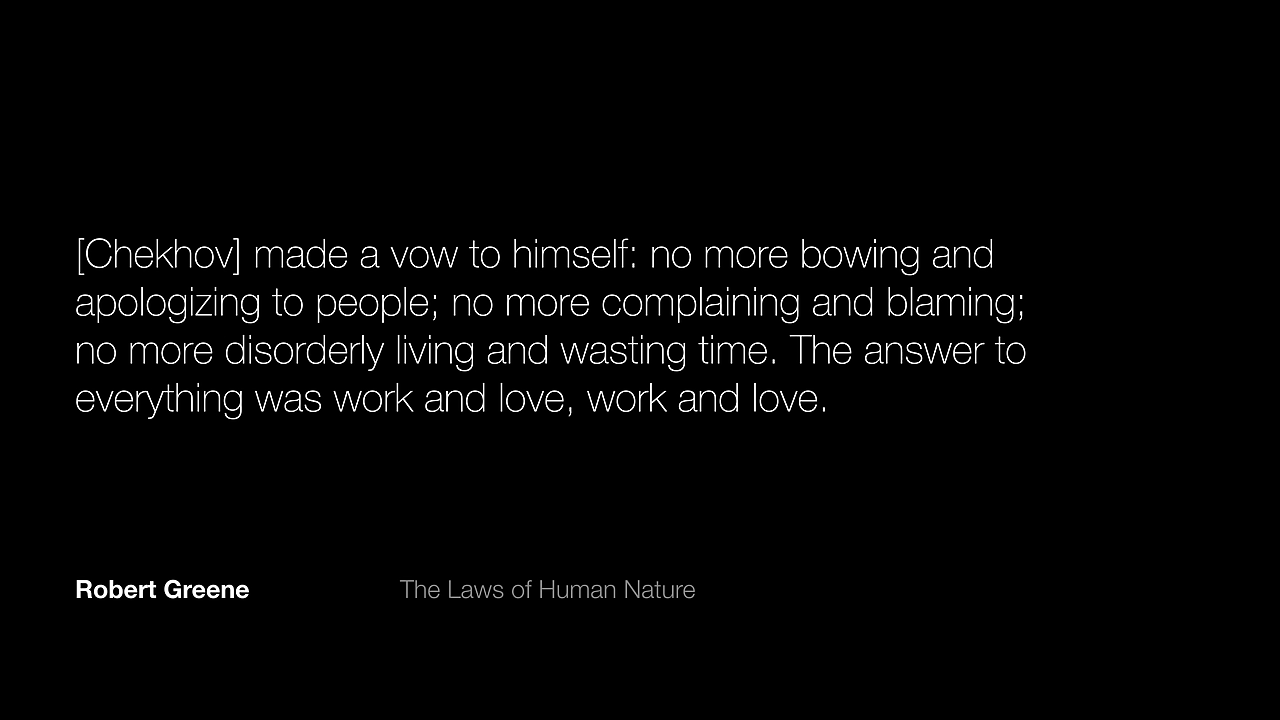 [Chekhov] made a vow to himself: no more bowing and
apologizing to people; no more complaining and blaming;
no more disorderly living and wasting time. The answer to
everything was work and love, work and love.
Robert Greene The Laws of Human Nature